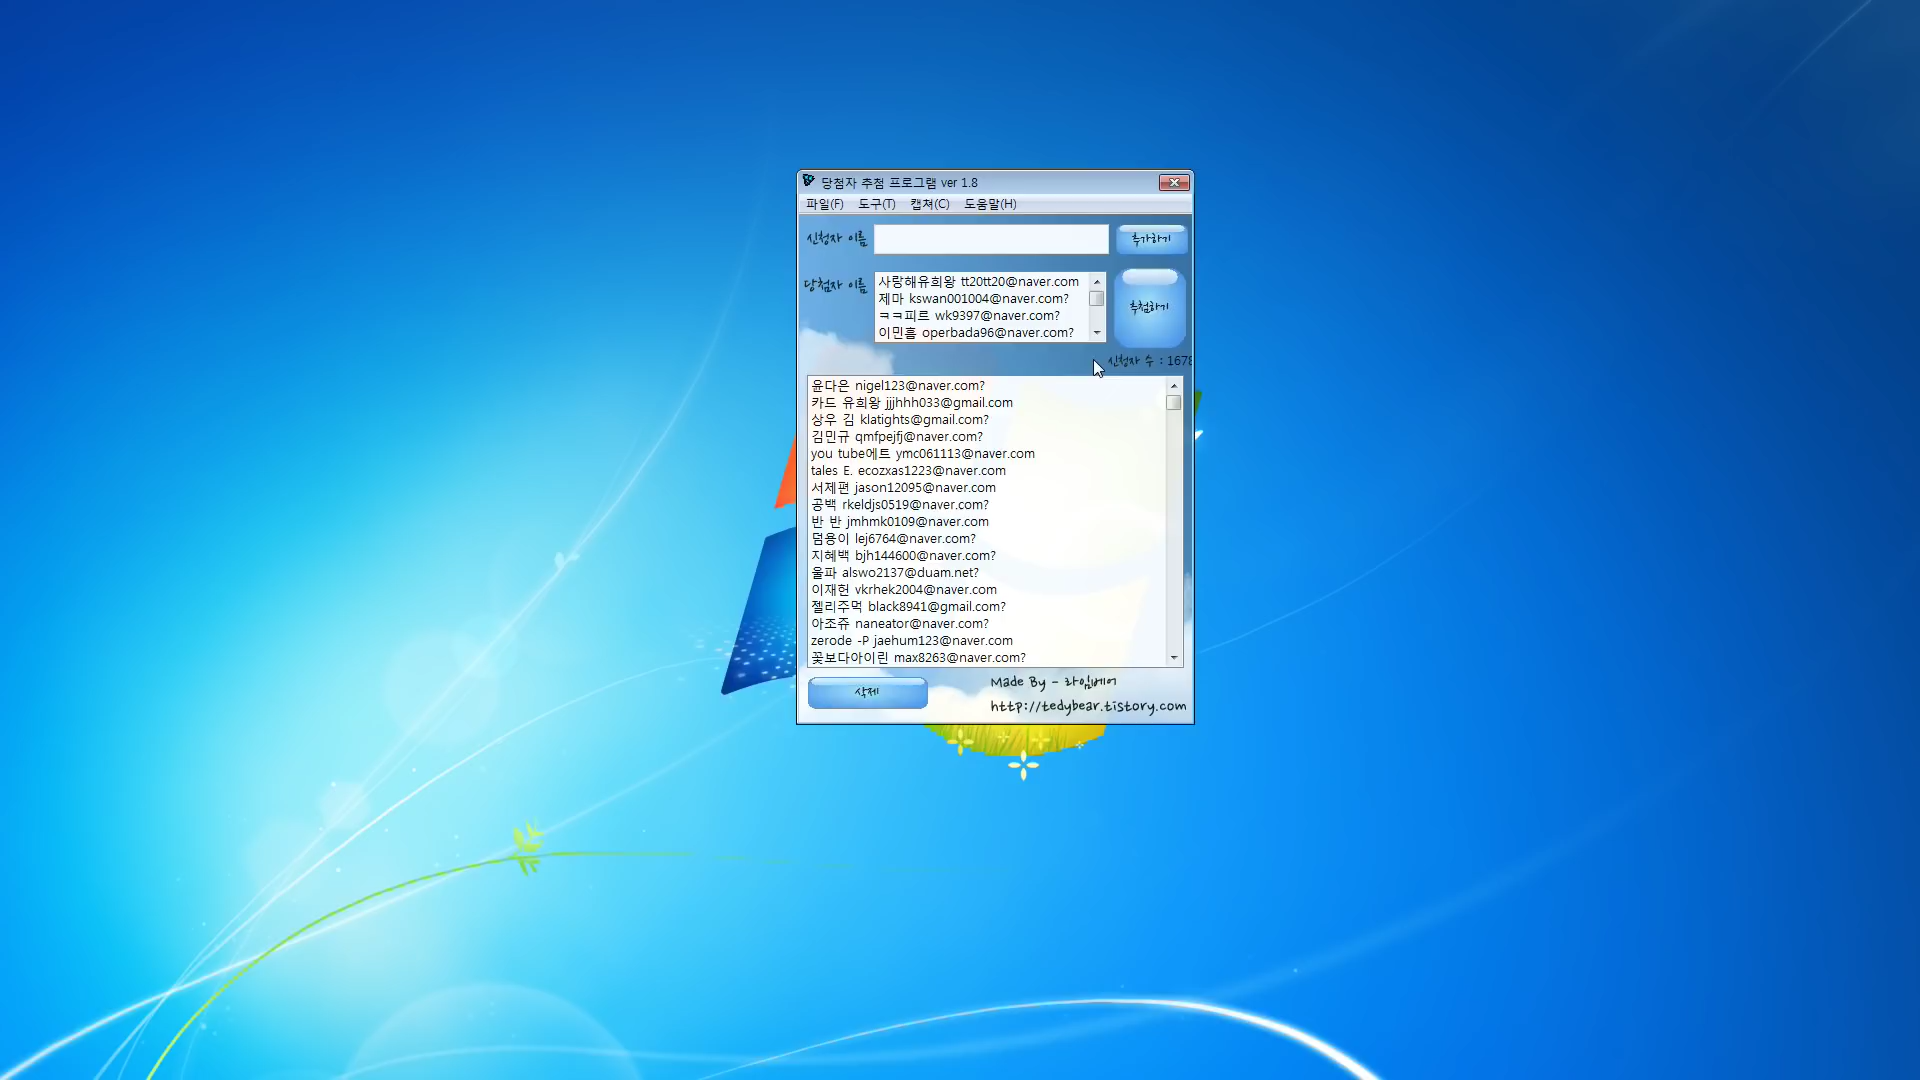 당첨자 추첨 프로그램 ver 1.8
파일(F) 도구(T) 캡쳐(C) 도움말(H)
신청자 이름
추가하기
당첨자 이름
사랑해유희왕 tt20tt20@naver.com
제마 kswan001004@naver.com?
ㅋㅋ피르 wk9397@naver.com?
이민흠 operbada96@naver.com?
추첨하기
신청자 수 : 1678
윤다은 nigel123@naver.com?
카드 유희왕 jjjhhh033@gmail.com
상우 김 klatights@gmail.com?
김민규 qmfpejfj@naver.com?
you tube에트 ymc061113@naver.com
tales E. ecozxas1223@naver.com
서제편 jason12095@naver.com
공백 rkeldjs0519@naver.com?
반 반 jmhmk0109@naver.com
덤용이 lej6764@naver.com?
지혜백 bjh144600@naver.com?
울파 alswo2137@duam.net?
이재헌 vkrhek2004@naver.com
젤리주먹 black8941@gmail.com?
아조쥬 naneator@naver.com?
zerode -P jaehum123@naver.com
꽃보다아이린 max8263@naver.com?
삭제
Made By - 라임베어
http://tedybear.tistory.com